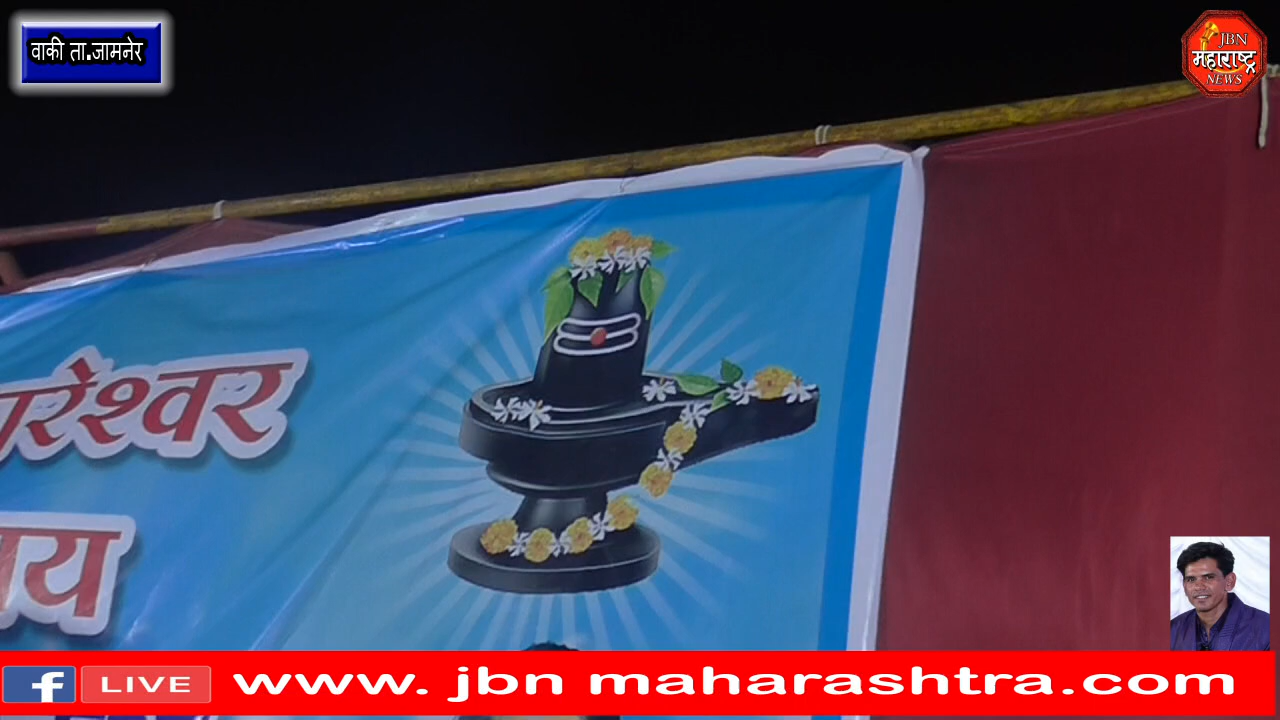 वाकी ता.जामनेर
JBN
महाराष्ट्र
NEWS
रेश्वर
य
f LIVE www. jbn maharashtra.com